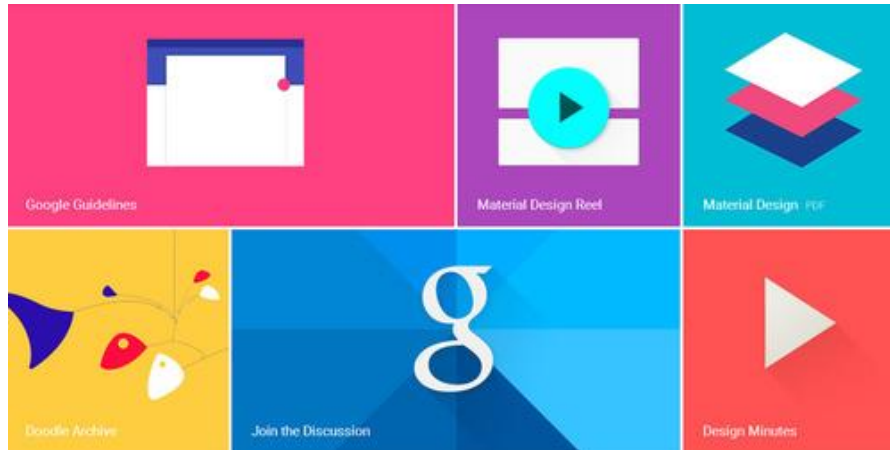 Google Guidelines
Material Design Reel
Material Design PDF
g
Doodle Archive
Join the Discussion
Design Minutes